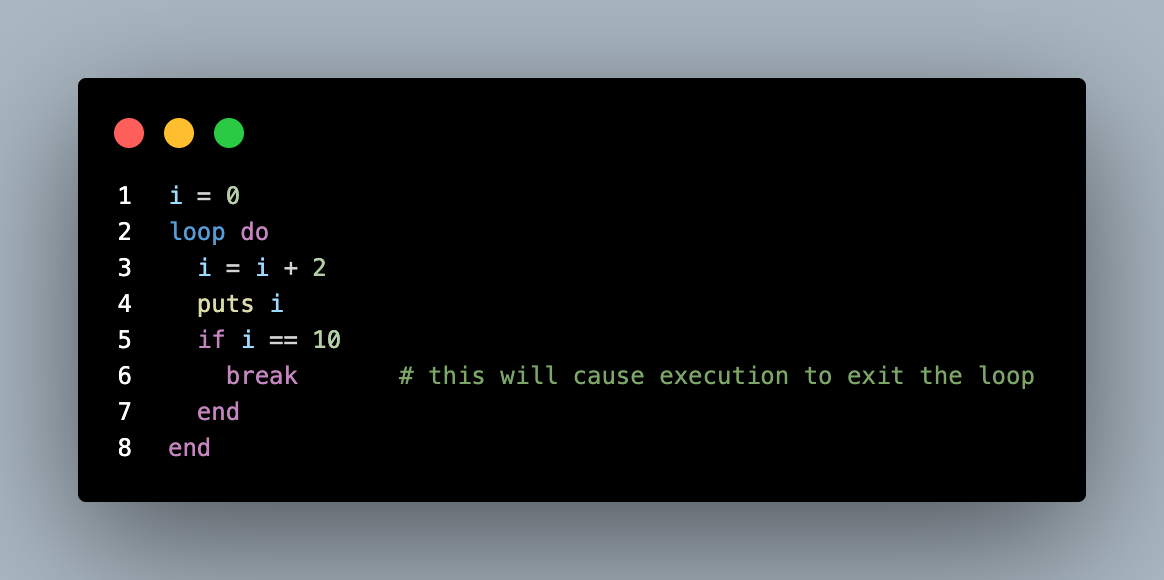 1 i = 0
2 loop do
3   i = i + 2
4   puts i
5   if i == 10
6     break       # this will cause execution to exit the loop
7   end
8 end